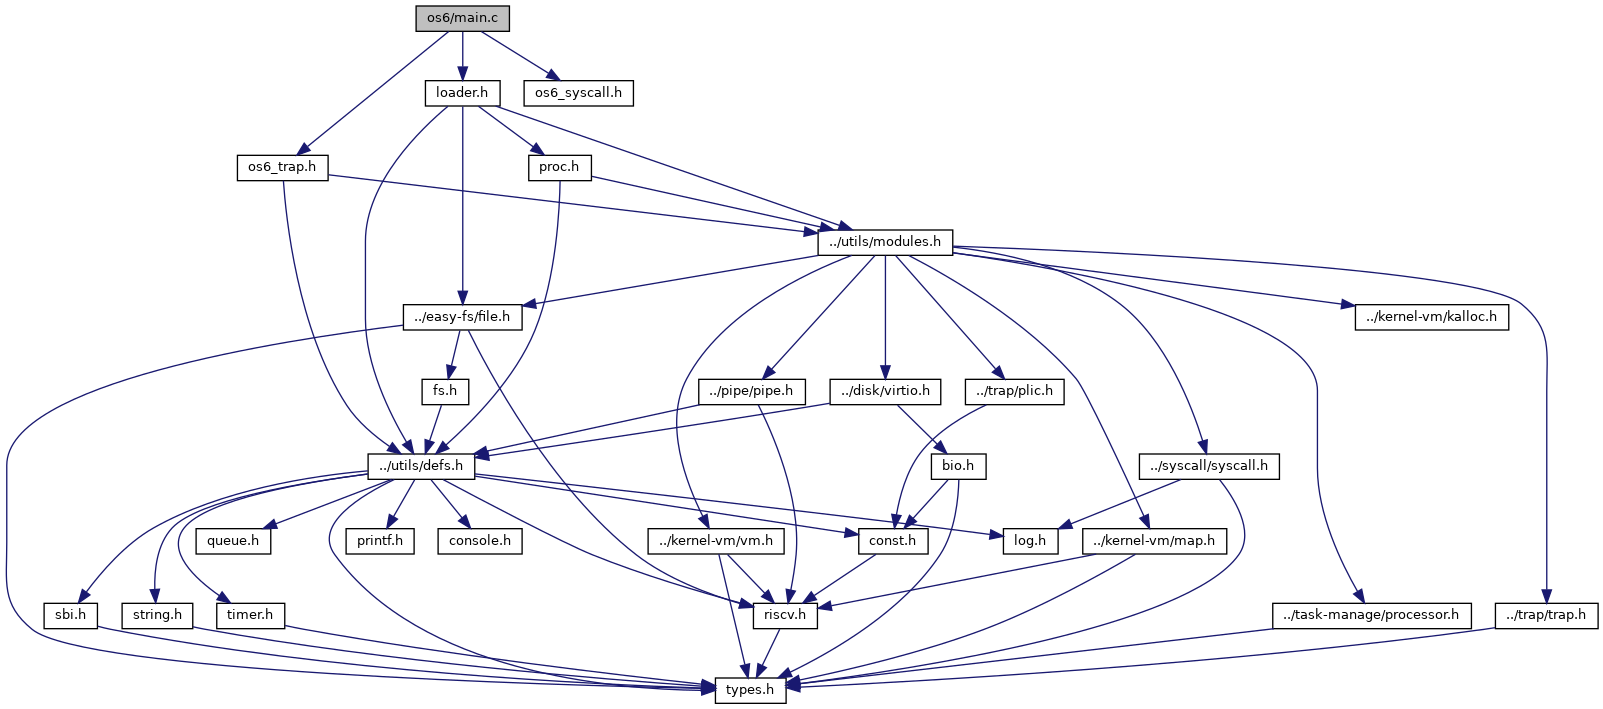 os6/main.c
loader.h
os6_syscall.h
os6_trap.h
proc.h
../utils/modules.h
../easy-fs/file.h
../kernel-vm/kalloc.h
fs.h
../pipe/pipe.h
../disk/virtio.h
../trap/plic.h
../utils/defs.h
bio.h
../syscall/syscall.h
queue.h
printf.h
console.h
../kernel-vm/vm.h
const.h
log.h
../kernel-vm/map.h
sbi.h
string.h
timer.h
riscv.h
../task-manage/processor.h
../trap/trap.h
types.h